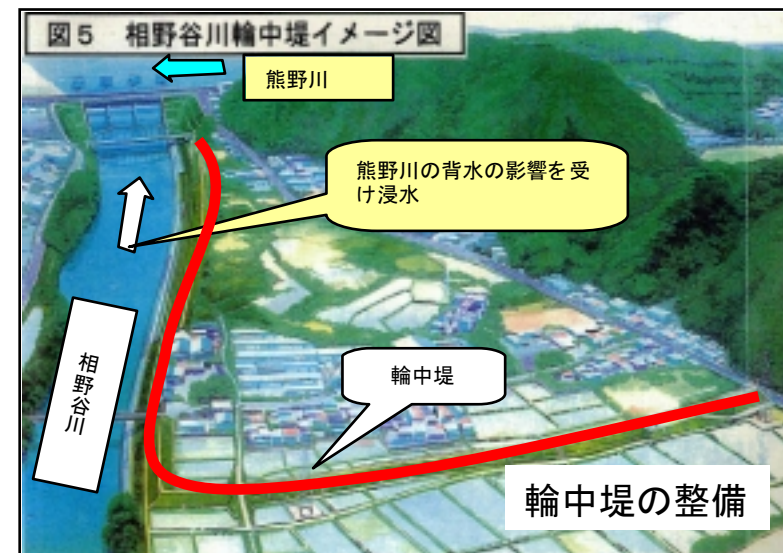 図5 相野谷川輪中堤イメージ図
熊野川
熊野川の背水の影響を受
け浸水
相野谷川
輪中堤
輪中堤の整備